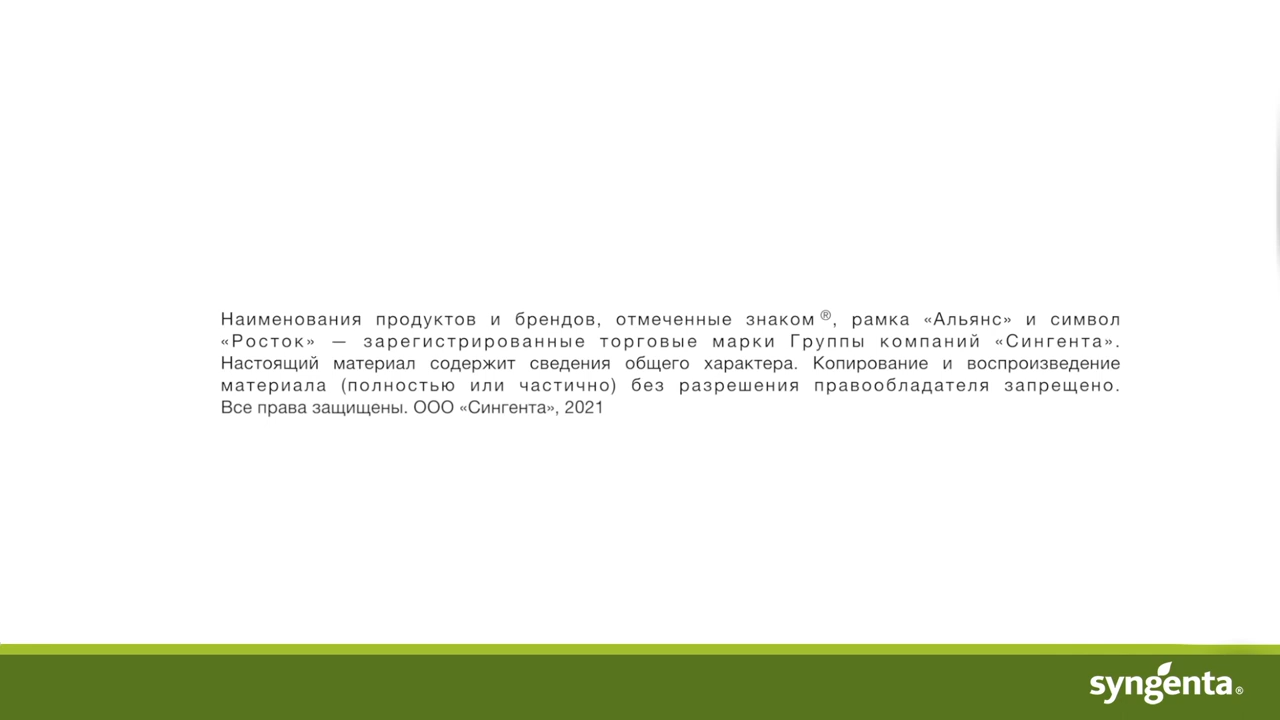 Наименования продуктов и брендов, отмеченные знаком ®, рамка «Альянс» и символ
«Росток» — зарегистрированные торговые марки Группы компаний «Сингента».
Настоящий материал содержит сведения общего характера. Копирование и воспроизведение
материала (полностью или частично) без разрешения правообладателя запрещено.
Все права защищены. ООО «Сингента», 2021
syngenta®